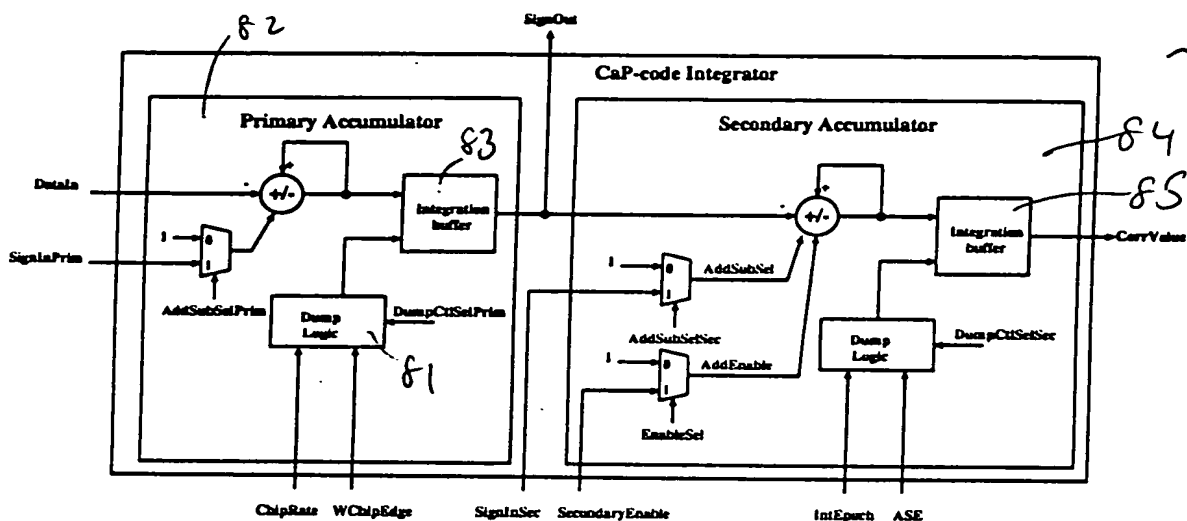 SignOut
82
CaP-code Integrator
Primary Accumulator
Secondary Accumulator
83
84
DataIn
+/-
Integration
buffer
85
+/-
Integration
buffer
CorrValue
1
0
1
SignInPrim
AddSubSelPrim
1
0
1
AddSubSel
AddSubSelSec
Dump
Logic
DumpCtlSelPrim
81
Dump
Logic
DumpCtlSelSec
1
0
1
AddEnable
EnableSel
ChipRate
WChipEdge
SignInSec
SecondaryEnable
IntEpoch
ASE